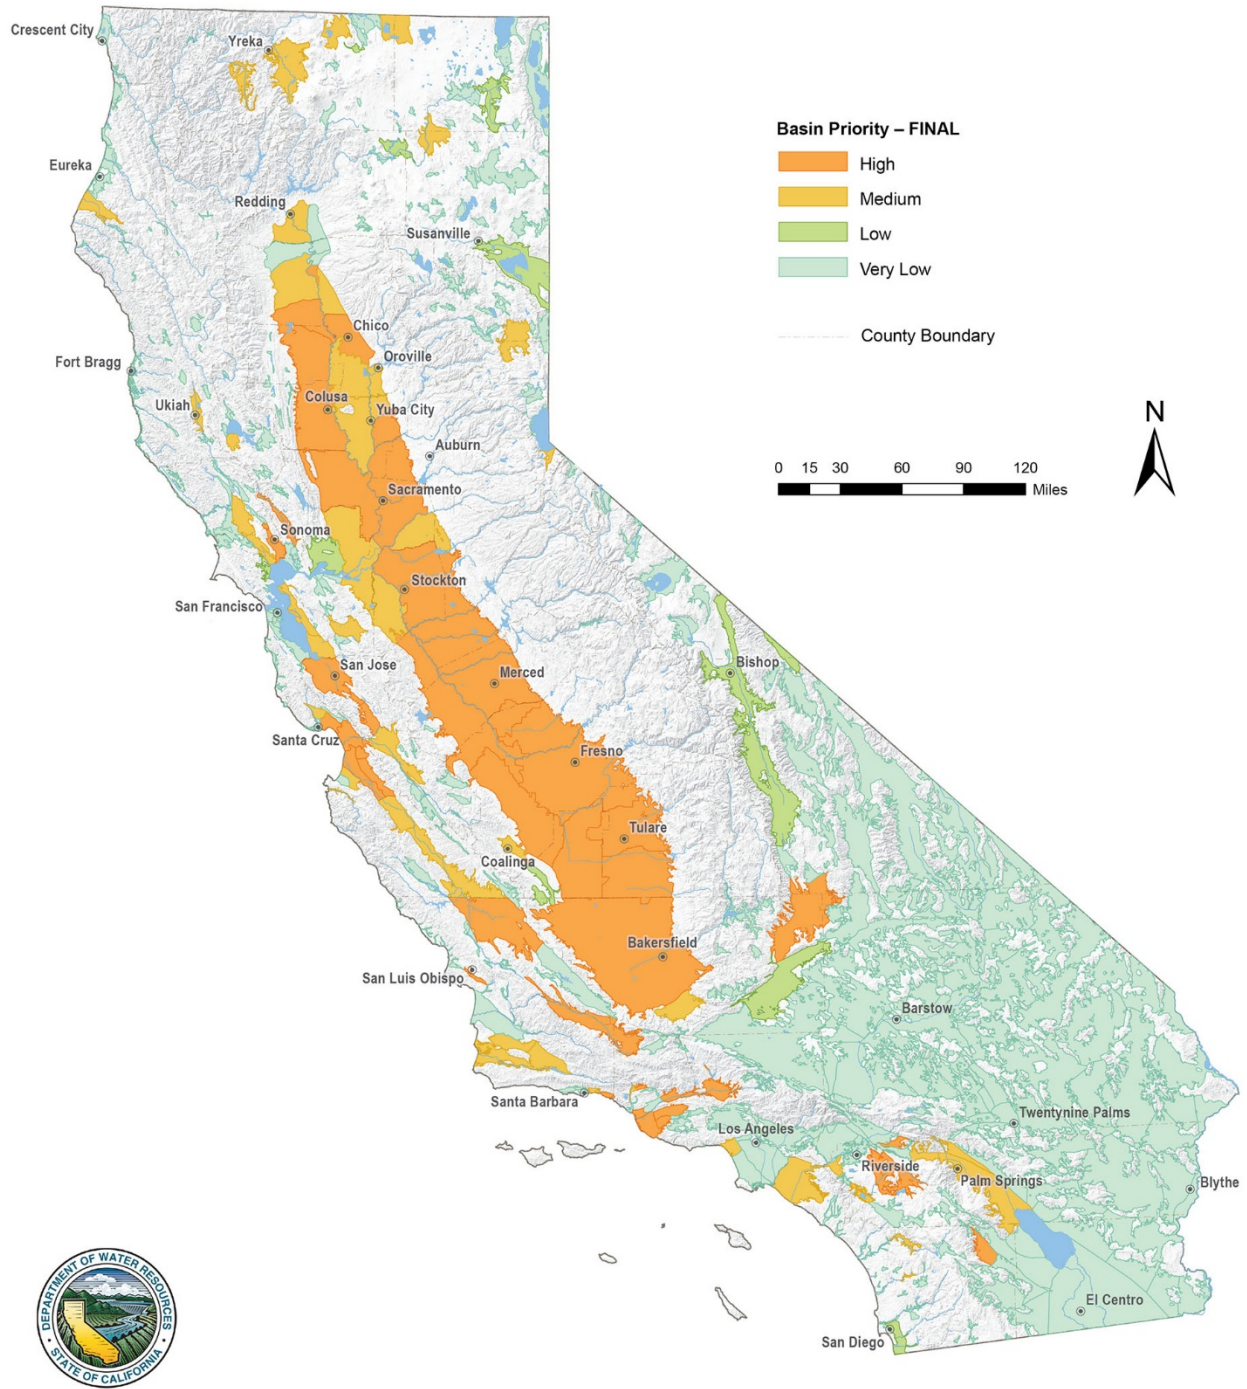 Crescent City
Yreka
Basin Priority – FINAL
High
Medium
Low
Very Low
County Boundary
Eureka
Redding
Susanville
Chico
Oroville
Fort Bragg
Ukiah
Colusa
Yuba City
Auburn
N
0 15 30 60 90 120
Miles
Sacramento
Sonoma
Stockton
San Francisco
San Jose
Merced
Bishop
Santa Cruz
Fresno
Tulare
Coalinga
Bakersfield
San Luis Obispo
Barstow
Santa Barbara
Los Angeles
Twentynine Palms
Riverside
Palm Springs
Blythe
El Centro
San Diego
DEPARTMENT OF WATER RESOURCES
STATE OF CALIFORNIA